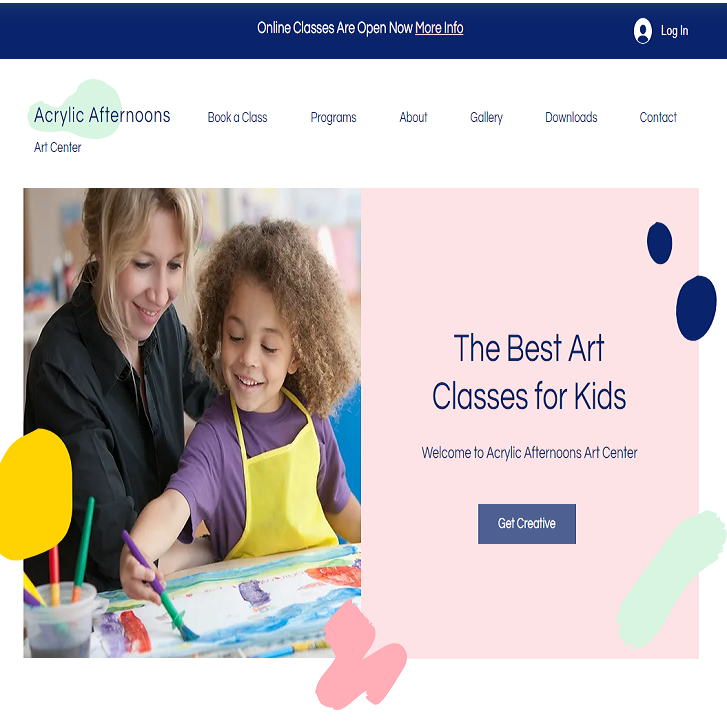 Online Classes Are Open Now More Info
Log In
Acrylic Afternoons
Art Center
Book a Class
Programs
About
Gallery
Downloads
Contact
The Best Art
Classes for Kids
Welcome to Acrylic Afternoons Art Center
Get Creative